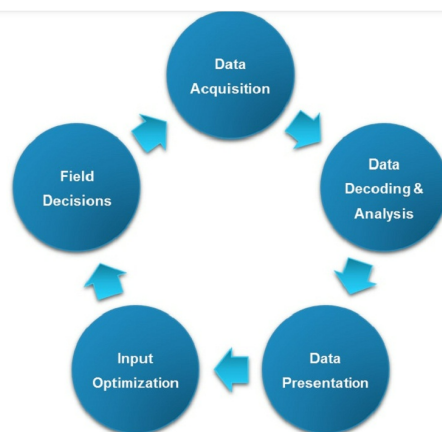 Data
Acquisition
Data
Decoding &
Analysis
Data
Presentation
Input
Optimization
Field
Decisions